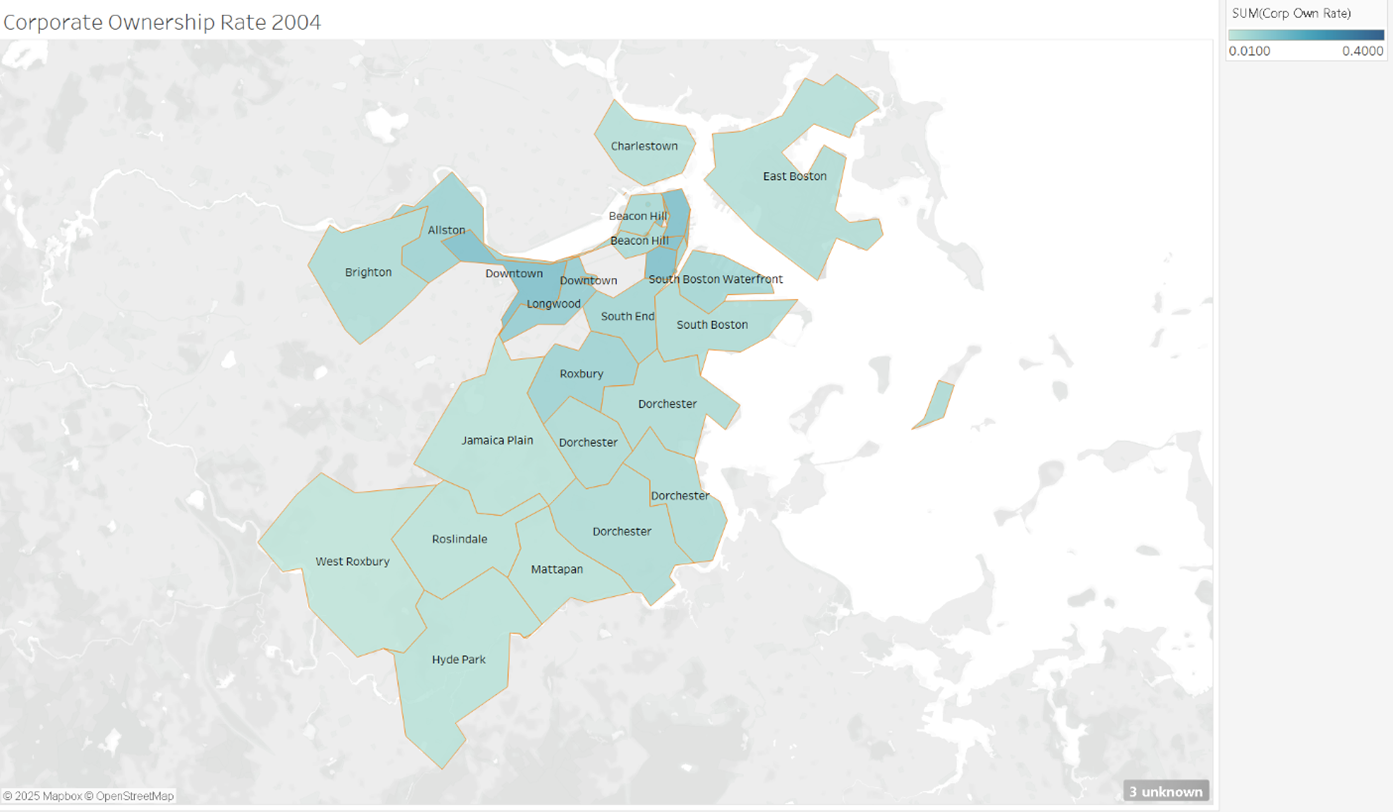 Corporate Ownership Rate 2004
SUM(Corp Own Rate)
0.0100 0.4000
Charlestown
East Boston
Beacon Hill
Allston
Beacon Hill
Brighton
Downtown
Downtown
South Boston Waterfront
Longwood
South End
South Boston
Roxbury
Dorchester
Jamaica Plain
Dorchester
Dorchester
Dorchester
Roslindale
West Roxbury
Mattapan
Hyde Park
3 unknown
© 2025 Mapbox © OpenStreetMap